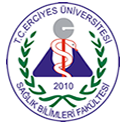 T.C. ERCİYES ÜNİVERSİTESİ
2010
SAĞLIK BİLİMLERİ FAKÜLTESİ